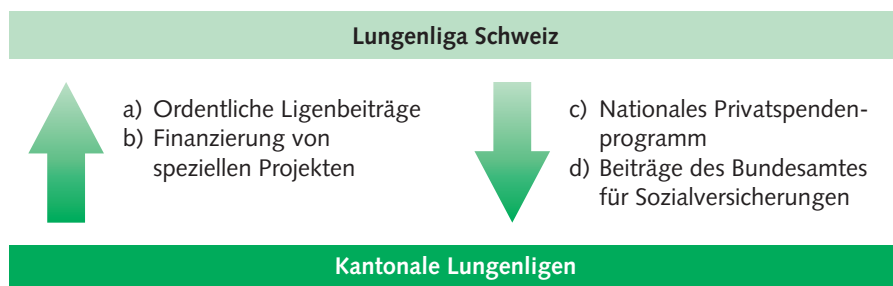 Lungenliga Schweiz
a) Ordentliche Ligenbeiträge
b) Finanzierung von
speziellen Projekten
c) Nationales Privatspenden-
programm
d) Beiträge des Bundesamtes
für Sozialversicherungen
Kantonale Lungenligen